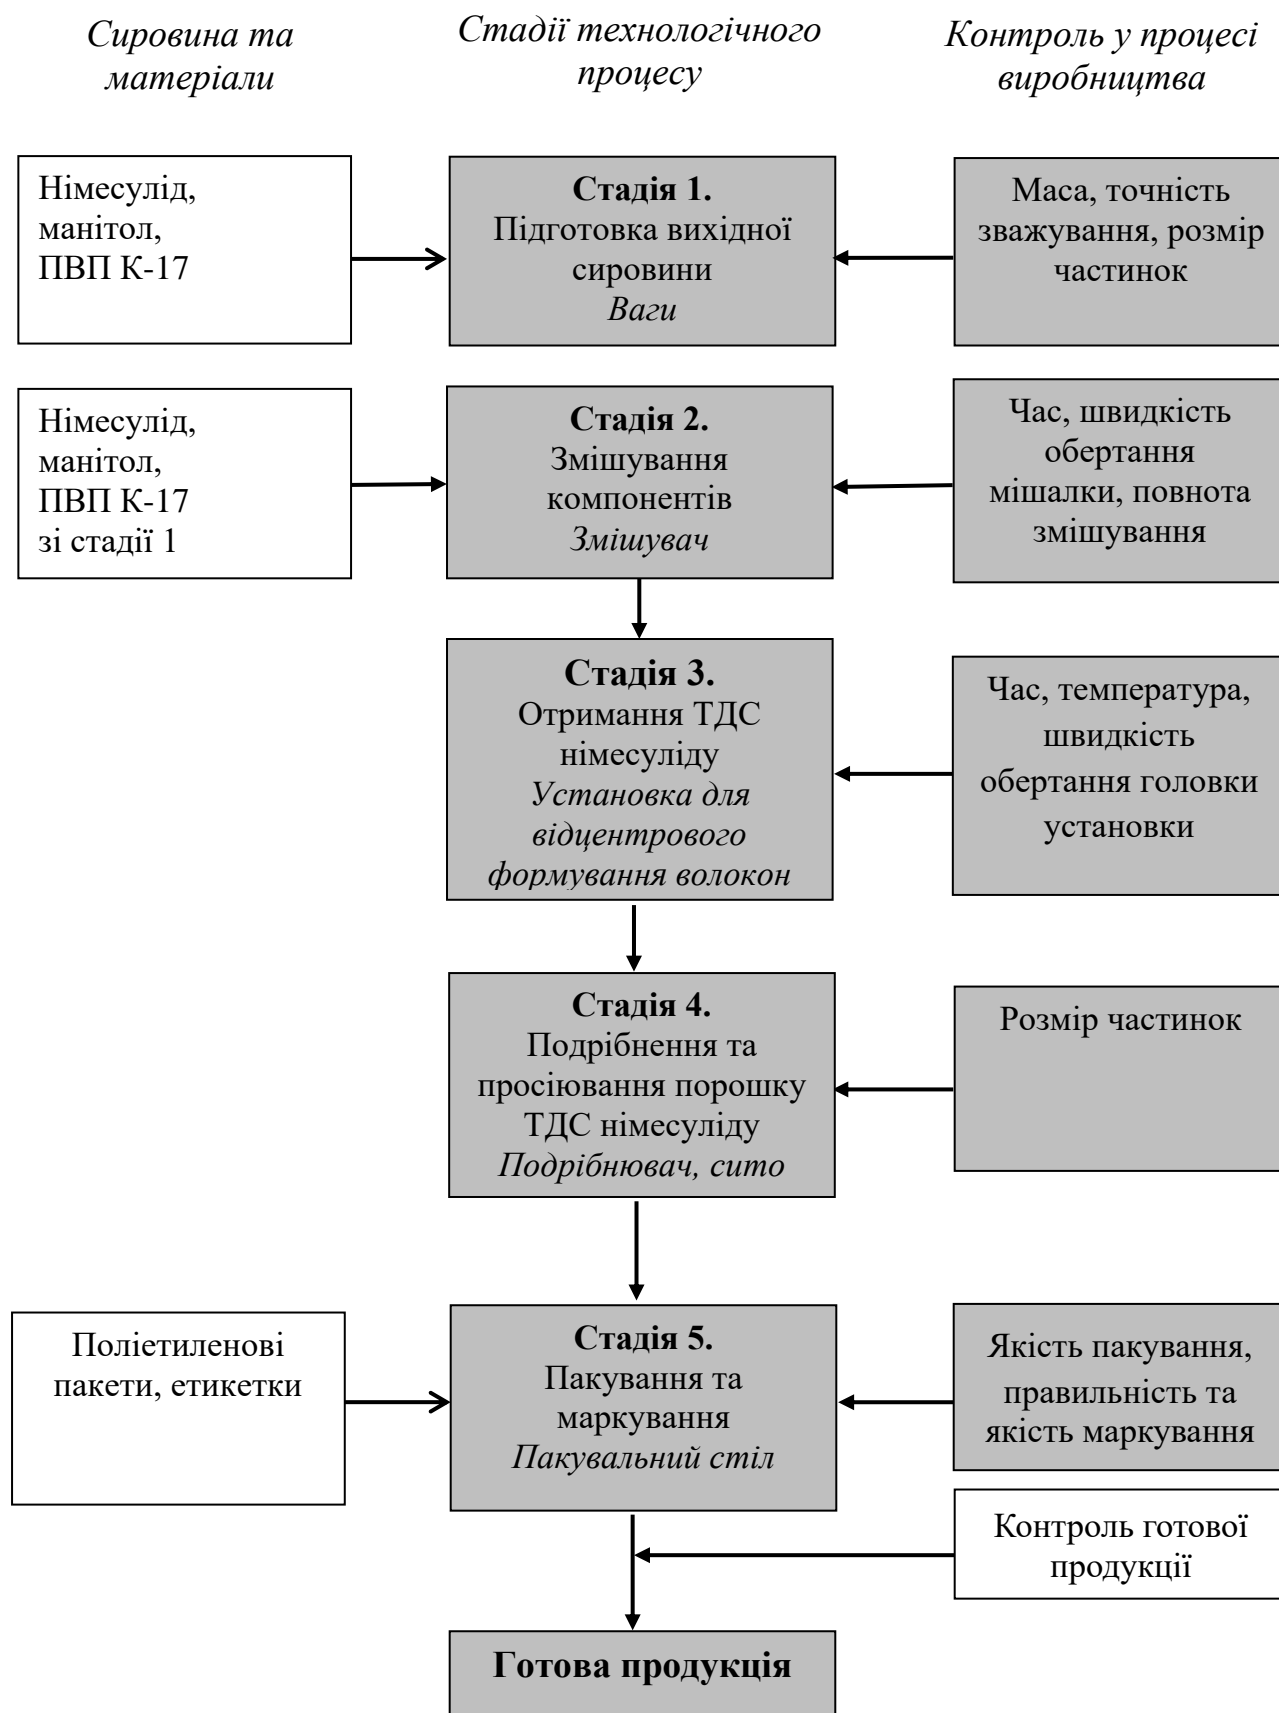 Сировина та
матеріали
Стадії технологічного
процесу
Контроль у процесі
виробництва
Німесулід,
манітол,
ПВП К-17
Стадія 1.
Підготовка вихідної
сировини
Ваги
Маса, точність
зважування, розмір
частинок
Німесулід,
манітол,
ПВП К-17
зі стадії 1
Стадія 2.
Змішування
компонентів
Змішувач
Час, швидкість
обертання
мішалки, повнота
змішування
Стадія 3.
Отримання ТДС
німесуліду
Установка для
відцентрового
формування волокон
Час, температура,
швидкість
обертання головки
установки
Стадія 4.
Подрібнення та
просіювання порошку
ТДС німесуліду
Подрібнювач, сито
Розмір частинок
Поліетиленові
пакети, етикетки
Стадія 5.
Пакування та
маркування
Пакувальний стіл
Якість пакування,
правильність та
якість маркування
Контроль готової
продукції
Готова продукція